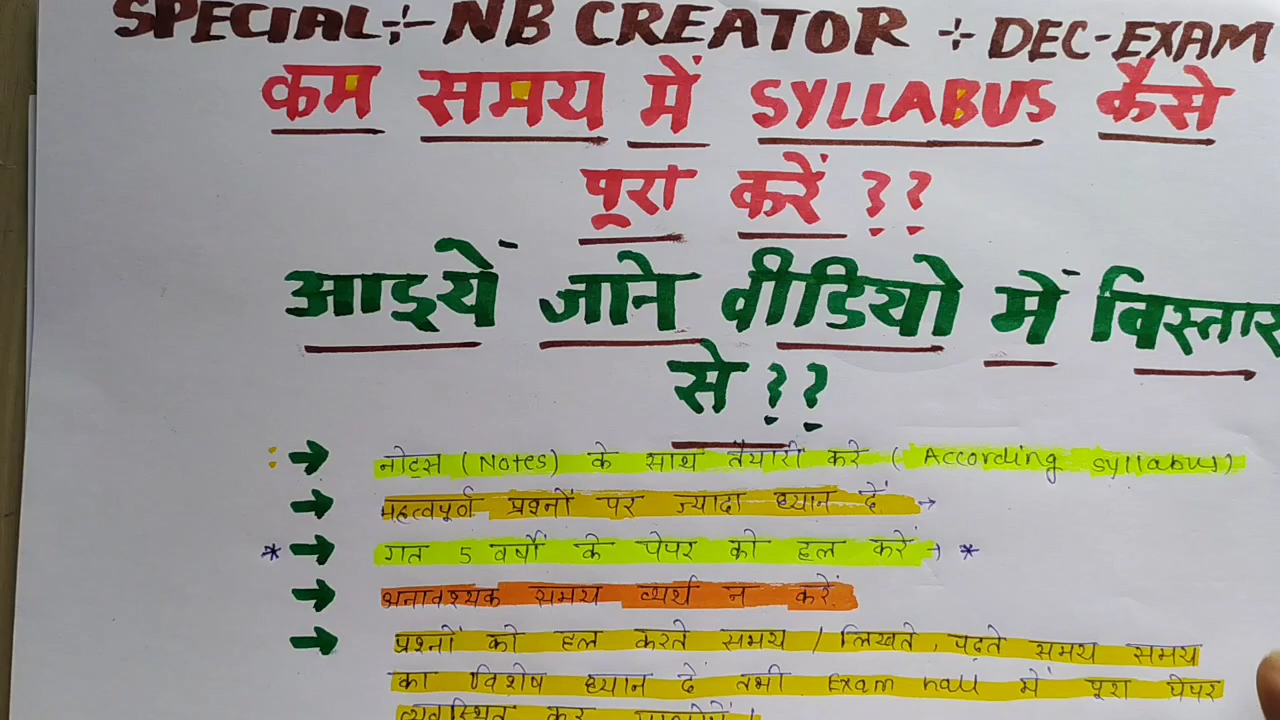 SPECIAL÷ NB CREATOR ÷ DEC-EXAM
कम समय में SYLLABUS कैसे
पूरा करें ??
आइयें जाने वीडियो में विस्तार
से ??
नोट्स (Notes) के साथ तैयारी करे ( According syllabus)
महत्वपूर्ण प्रश्नों पर ज्यादा ध्यान दें →
* गत 5 वर्षों के पेपर को हल करें → *
अनावश्यक समय व्यर्थ न करें.
प्रश्नों को हल करते समय / लिखते, पढ़ते समय समय
का विशेष ध्यान दें तभी Exam hall में पूरा पेपर
व्यवस्थित कर